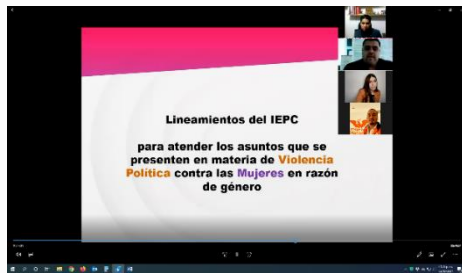 Lineamientos del IEPC
para atender los asuntos que se
presenten en materia de Violencia
Política contra las Mujeres en razón
de género